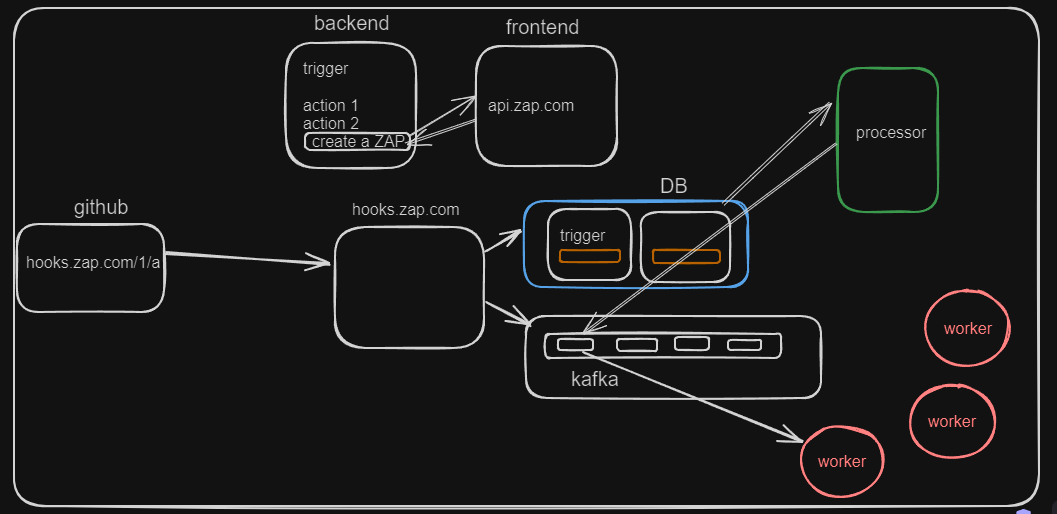 backend
frontend
trigger
action 1
action 2
create a ZAP
api.zap.com
processor
github
hooks.zap.com/1/a
hooks.zap.com
DB
trigger
kafka
worker
worker
worker